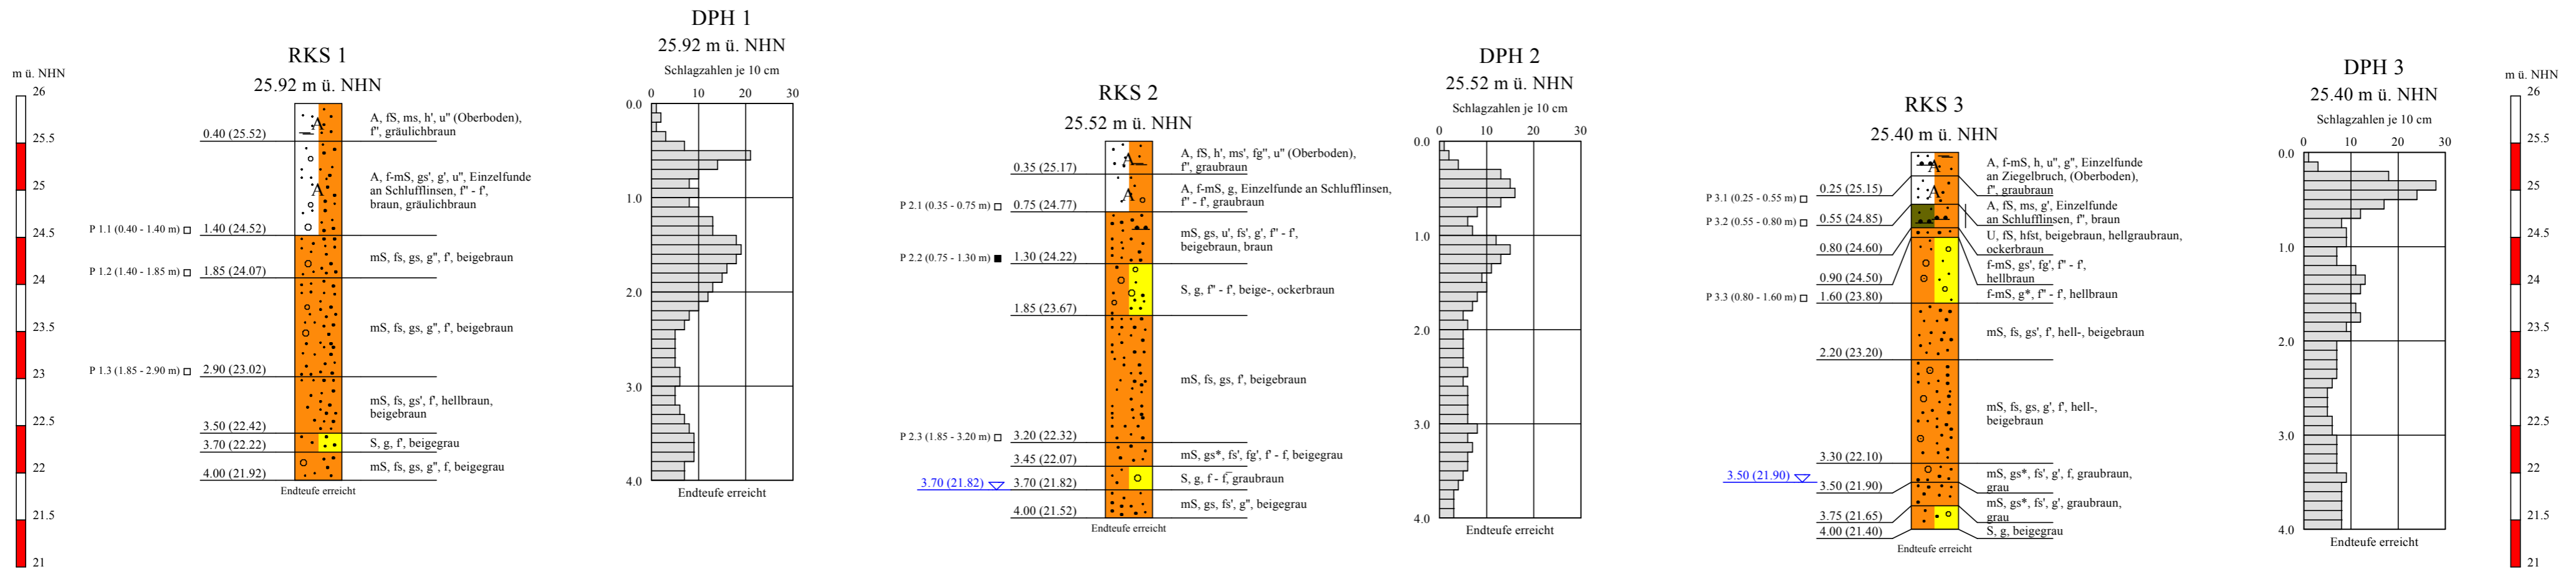 m ü. NHN
26
25.5
25
24.5
24
23.5
23
22.5
22
21.5
21
RKS 1
25.92 m ü. NHN
0.40 (25.52)
P 1.1 (0.40 - 1.40 m)
1.40 (24.52)
P 1.2 (1.40 - 1.85 m)
1.85 (24.07)
P 1.3 (1.85 - 2.90 m)
2.90 (23.02)
3.50 (22.42)
3.70 (22.22)
4.00 (21.92)
A
A
A, fS, ms, h', u'' (Oberboden),
f'', gräulichbraun
A, f-mS, gs', g', u'', Einzelfunde
an Schlufflinsen, f'' - f',
braun, gräulichbraun
mS, fs, gs, g'', f', beigebraun
mS, fs, gs, g'', f', beigebraun
mS, fs, gs', f', hellbraun,
beigebraun
S, g, f', beigegrau
mS, fs, gs, g'', f, beigegrau
Endteufe erreicht
DPH 1
25.92 m ü. NHN
Schlagzahlen je 10 cm
0 10 20 30
0.0
1.0
2.0
3.0
4.0
Endteufe erreicht
RKS 2
25.52 m ü. NHN
0.35 (25.17)
P 2.1 (0.35 - 0.75 m)
0.75 (24.77)
P 2.2 (0.75 - 1.30 m)
1.30 (24.22)
1.85 (23.67)
P 2.3 (1.85 - 3.20 m)
3.20 (22.32)
3.45 (22.07)
3.70 (21.82)
3.70 (21.82)
4.00 (21.52)
A
A
A, fS, h', ms', fg'', u'' (Oberboden),
f'', graubraun
A, f-mS, g, Einzelfunde an Schlufflinsen,
f'' - f', graubraun
mS, gs, u', fs', g', f'' - f',
beigebraun, braun
S, g, f'' - f', beige-, ockerbraun
mS, fs, gs, f', beigebraun
mS, gs*, fs', fg', f' - f, beigegrau
S, g, f - f̅, graubraun
mS, gs, fs', g'', beigegrau
Endteufe erreicht
DPH 2
25.52 m ü. NHN
Schlagzahlen je 10 cm
0 10 20 30
0.0
1.0
2.0
3.0
4.0
Endteufe erreicht
RKS 3
25.40 m ü. NHN
P 3.1 (0.25 - 0.55 m)
0.25 (25.15)
P 3.2 (0.55 - 0.80 m)
0.55 (24.85)
0.80 (24.60)
0.90 (24.50)
P 3.3 (0.80 - 1.60 m)
1.60 (23.80)
2.20 (23.20)
3.30 (22.10)
3.50 (21.90)
3.50 (21.90)
3.75 (21.65)
4.00 (21.40)
A
A
A, f-mS, h, u'', g'', Einzelfunde
an Ziegelbruch, (Oberboden),
f'', graubraun
A, fS, ms, g', Einzelfunde
an Schlufflinsen, f'', braun
U, fS, hfst, beigebraun, hellgraubraun,
ockerbraun
f-mS, gs', fg', f'' - f',
hellbraun
f-mS, g*, f'' - f', hellbraun
mS, fs, gs', f', hell-, beigebraun
mS, fs, gs, g', f', hell-,
beigebraun
mS, gs*, fs', g', f, graubraun,
grau
mS, gs*, fs', g', graubraun,
grau
S, g, beigegrau
Endteufe erreicht
DPH 3
25.40 m ü. NHN
Schlagzahlen je 10 cm
0 10 20 30
0.0
1.0
2.0
3.0
4.0
Endteufe erreicht
m ü. NHN
26
25.5
25
24.5
24
23.5
23
22.5
22
21.5
21